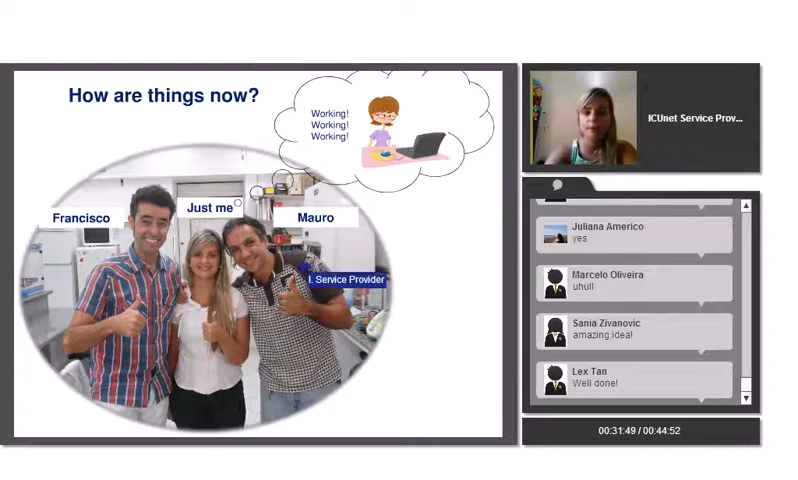 How are things now?
Working!
Working!
Working!
Francisco
Just me
Mauro
I. Service Provider
ICUnet Service Prov...
Juliana Americo
yes
Marcelo Oliveira
uhull
Sania Zivanovic
amazing idea!
Lex Tan
Well done!
00:31:49 / 00:44:52